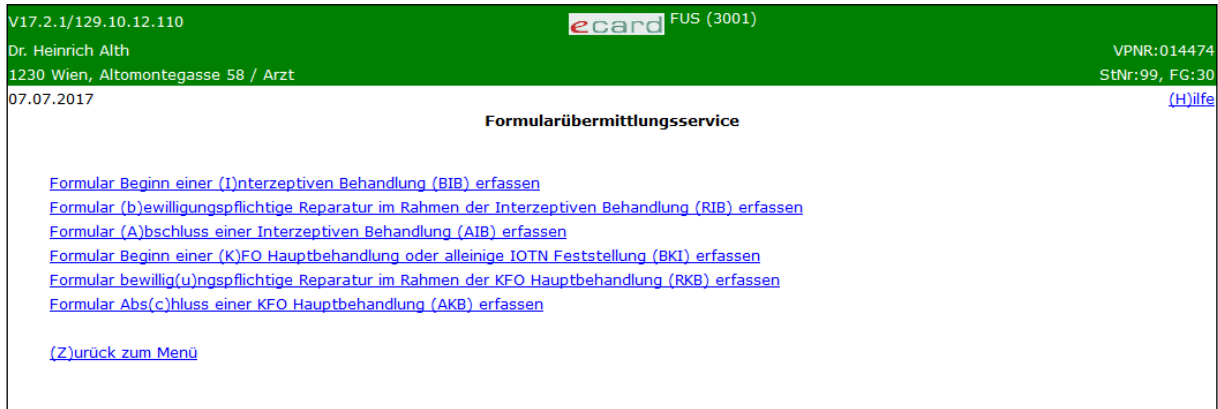 V17.2.1/129.10.12.110 ecard FUS (3001)
Dr. Heinrich Alth VPNR:014474
1230 Wien, Altomontegasse 58 / Arzt StNr:99, FG:30
07.07.2017 (H)ilfe
Formularübermittlungsservice
Formular Beginn einer (I)nterzeptiven Behandlung (BIB) erfassen
Formular (b)ewilligungspflichtige Reparatur im Rahmen der Interzeptiven Behandlung (RIB) erfassen
Formular (A)bschluss einer Interzeptiven Behandlung (AIB) erfassen
Formular Beginn einer (K)FO Hauptbehandlung oder alleinige IOTN Feststellung (BKI) erfassen
Formular bewillig(u)ngspflichtige Reparatur im Rahmen der KFO Hauptbehandlung (RKB) erfassen
Formular Abs(c)hluss einer KFO Hauptbehandlung (AKB) erfassen
(Z)urück zum Menü